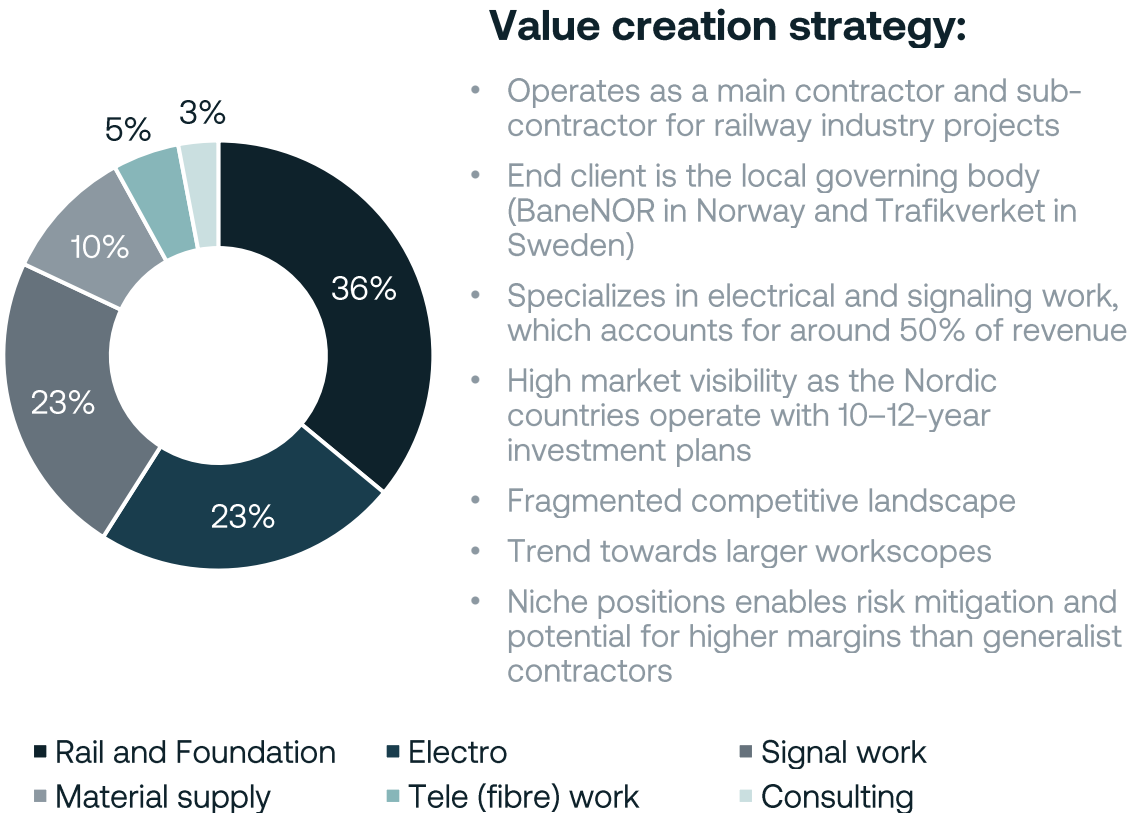 Value creation strategy:
• Operates as a main contractor and sub-
contractor for railway industry projects
• End client is the local governing body
(BaneNOR in Norway and Trafikverket in
Sweden)
• Specializes in electrical and signaling work,
which accounts for around 50% of revenue
• High market visibility as the Nordic
countries operate with 10–12-year
investment plans
• Fragmented competitive landscape
• Trend towards larger workscopes
• Niche positions enables risk mitigation and
potential for higher margins than generalist
contractors
3%
5%
10%
36%
23%
23%
Rail and Foundation
Electro
Signal work
Material supply
Tele (fibre) work
Consulting